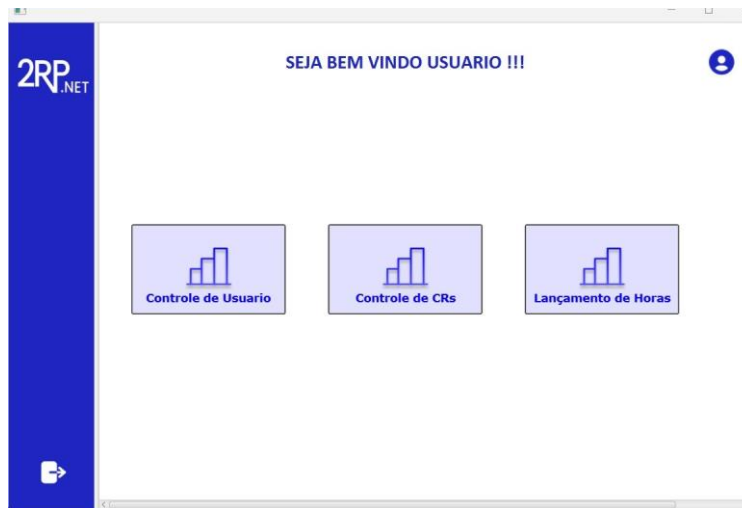 2RP
.NET
SEJA BEM VINDO USUARIO !!!
Controle de Usuario
Controle de CRs
Lançamento de Horas